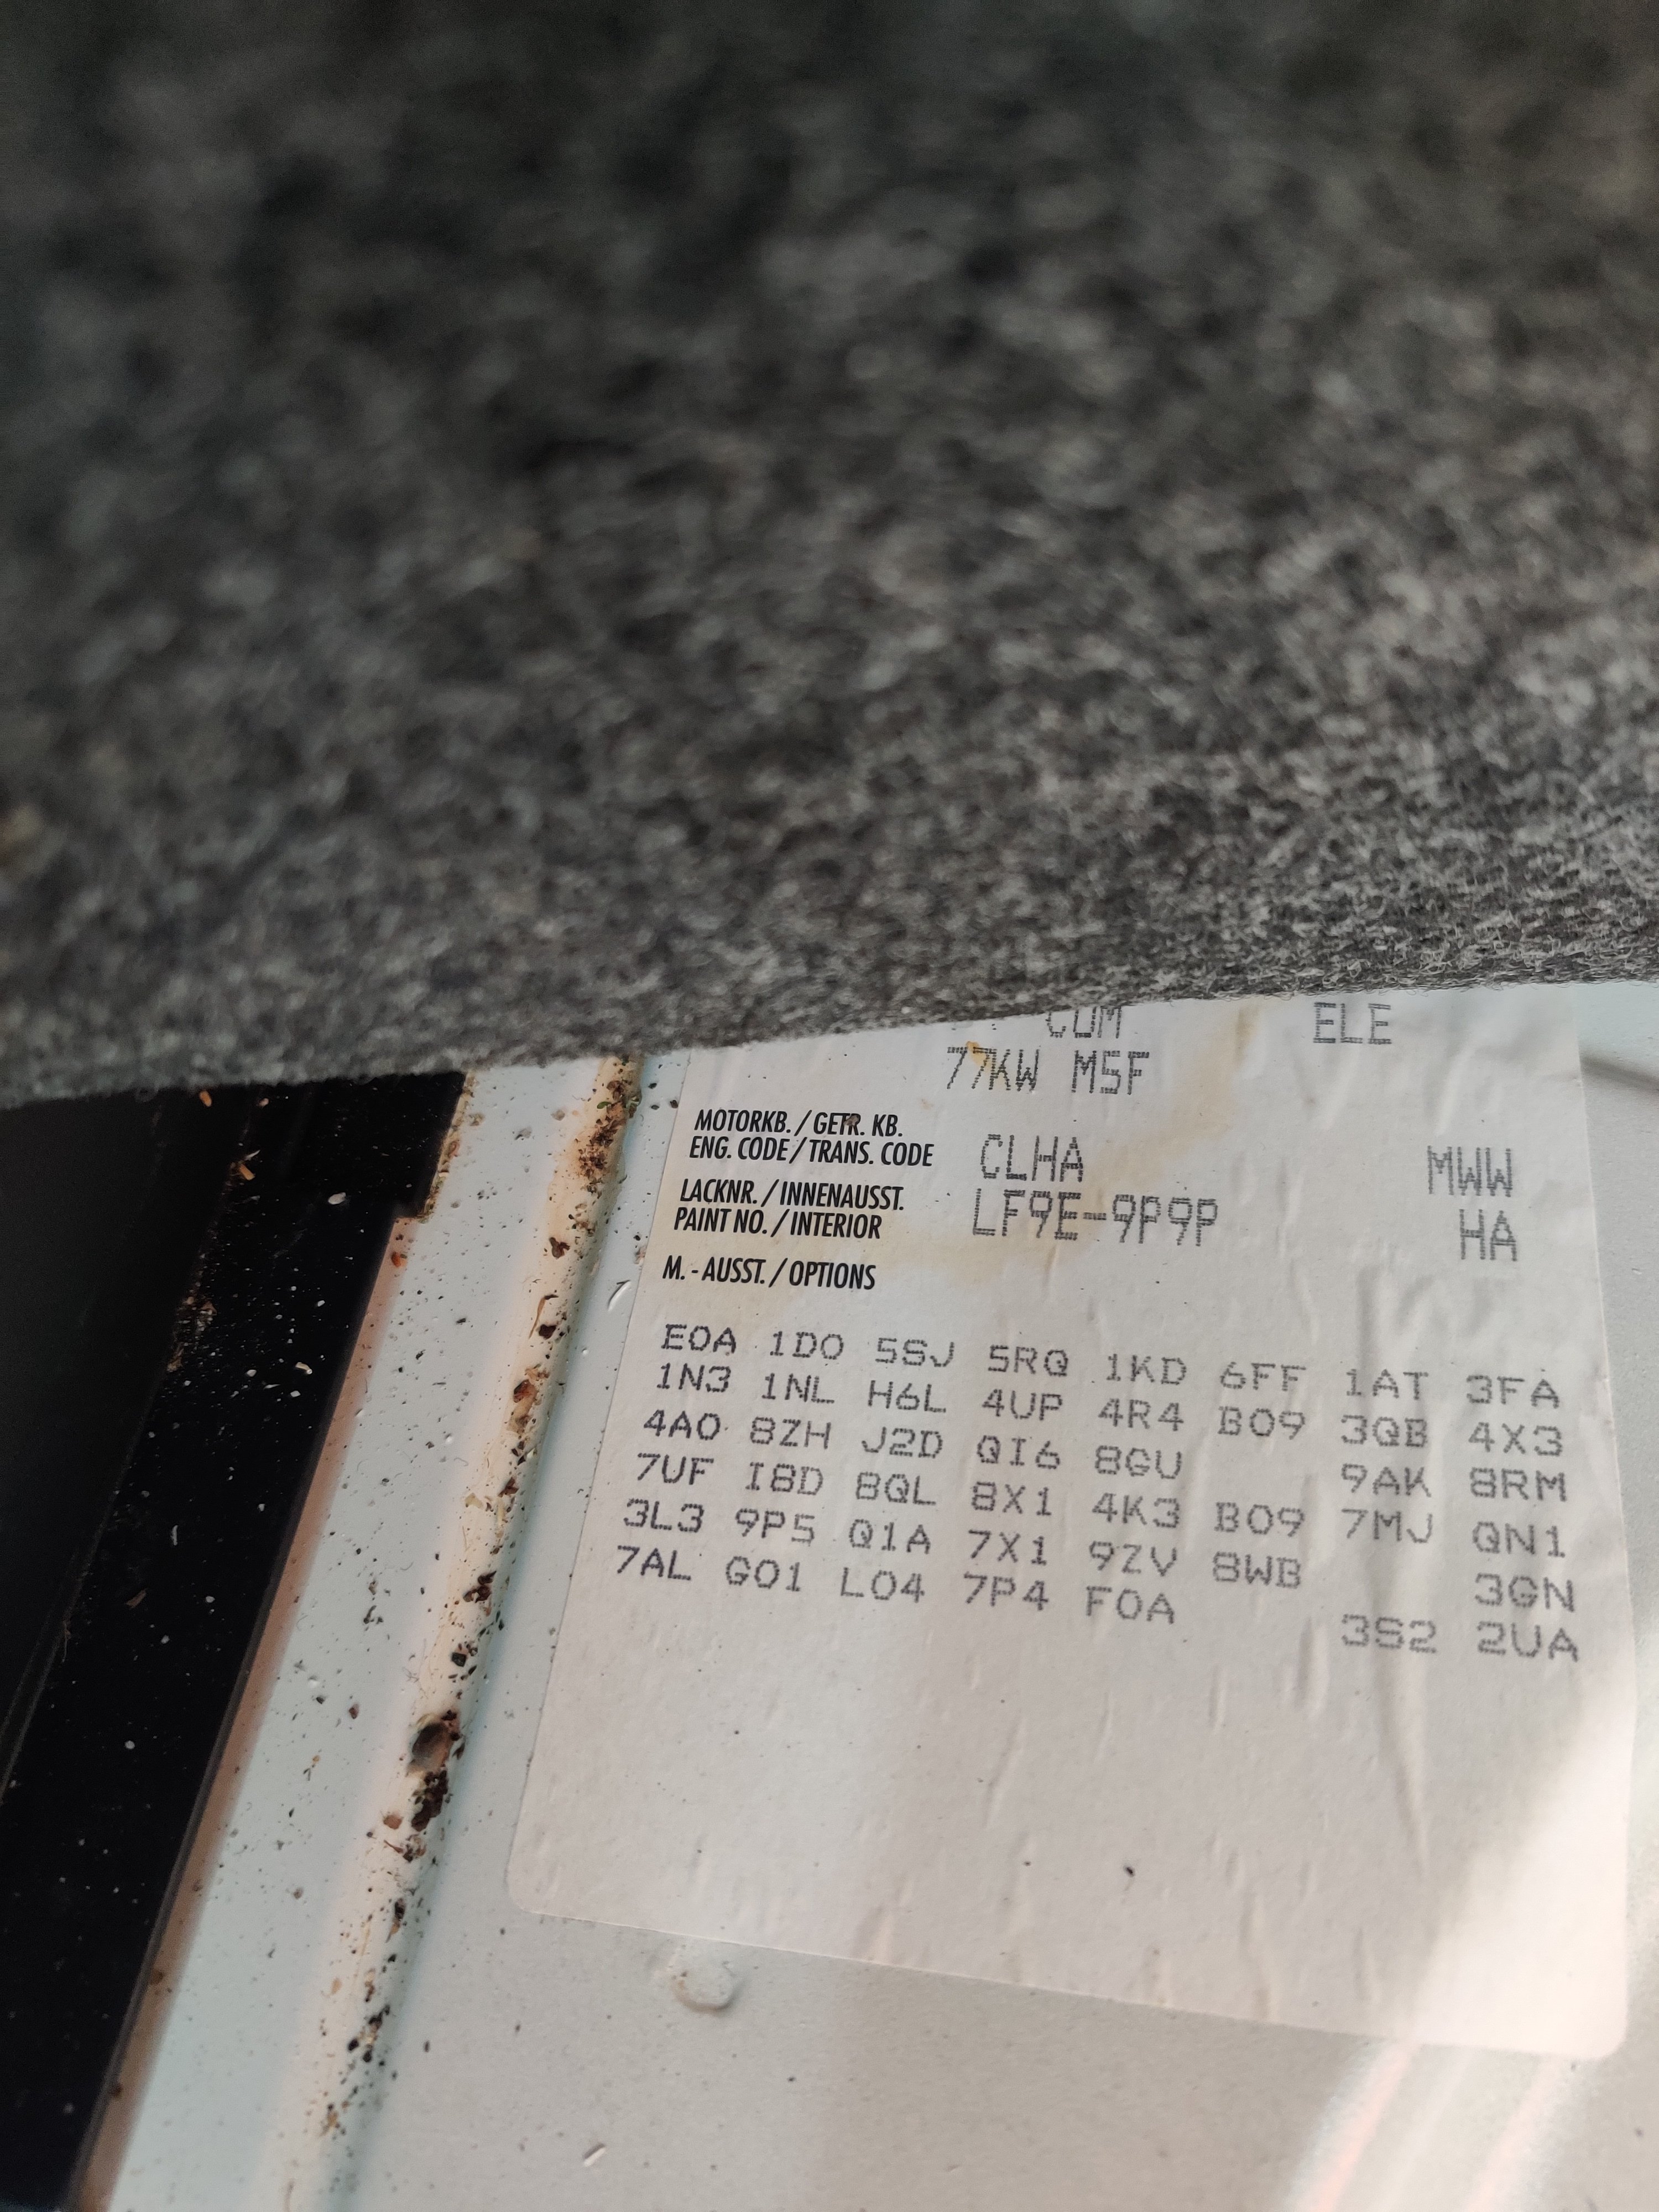 CDM ELE
77KW M5F
MOTORKB. / GETR. KB.
ENG. CODE / TRANS. CODE CLHA MWW
LACKNR. / INNENAUSST.
PAINT NO. / INTERIOR LF9E-9P9P HA
M. - AUSST. / OPTIONS
E0A 1D0 5SJ 5RQ 1KD 6FF 1AT 3FA
1N3 1NL H6L 4UP 4R4 B09 3QB 4X3
4A0 8ZH J2D QI6 8GU 9AK 8RM
7UF I8D 8QL 8X1 4K3 B09 7MJ QN1
3L3 9P5 Q1A 7X1 9ZV 8WB 3GN
7AL G01 L04 7P4 F0A 3S2 2UA